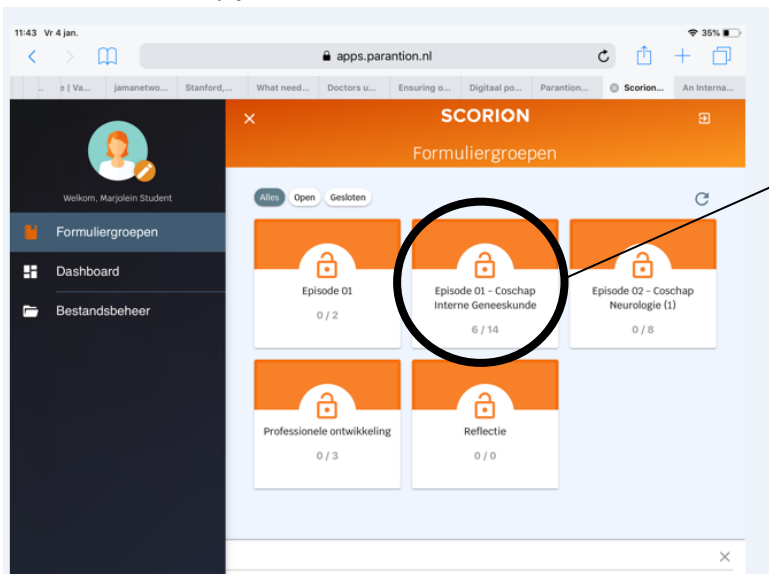 11:43 Vr 4 jan.
35%
apps.parantion.nl
.. e | Va... jamanetwo... Stanford,... What need... Doctors u... Ensuring o... Digitaal po... Parantion... Scorion... An Interna...
SCORION
Formuliergroepen
Welkom, Marjolein Student
Formuliergroepen
Dashboard
Bestandsbeheer
Alles Open Gesloten
Episode 01
0 / 2
Episode 01 - Coschap
Interne Geneeskunde
6 / 14
Episode 02 - Coschap
Neurologie (1)
0 / 8
Professionele ontwikkeling
0 / 3
Reflectie
0 / 0